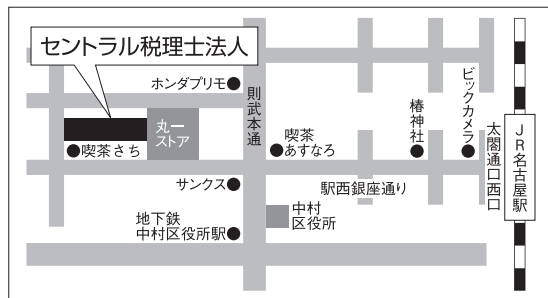 セントラル税理士法人
ホンダプリモ
則武本通
丸一
ストア
喫茶さち
喫茶
あすなろ
椿神社
ビックカメラ
太閤通口西口
JR名古屋駅
サンクス
駅西銀座通り
地下鉄
中村区役所駅
中村
区役所